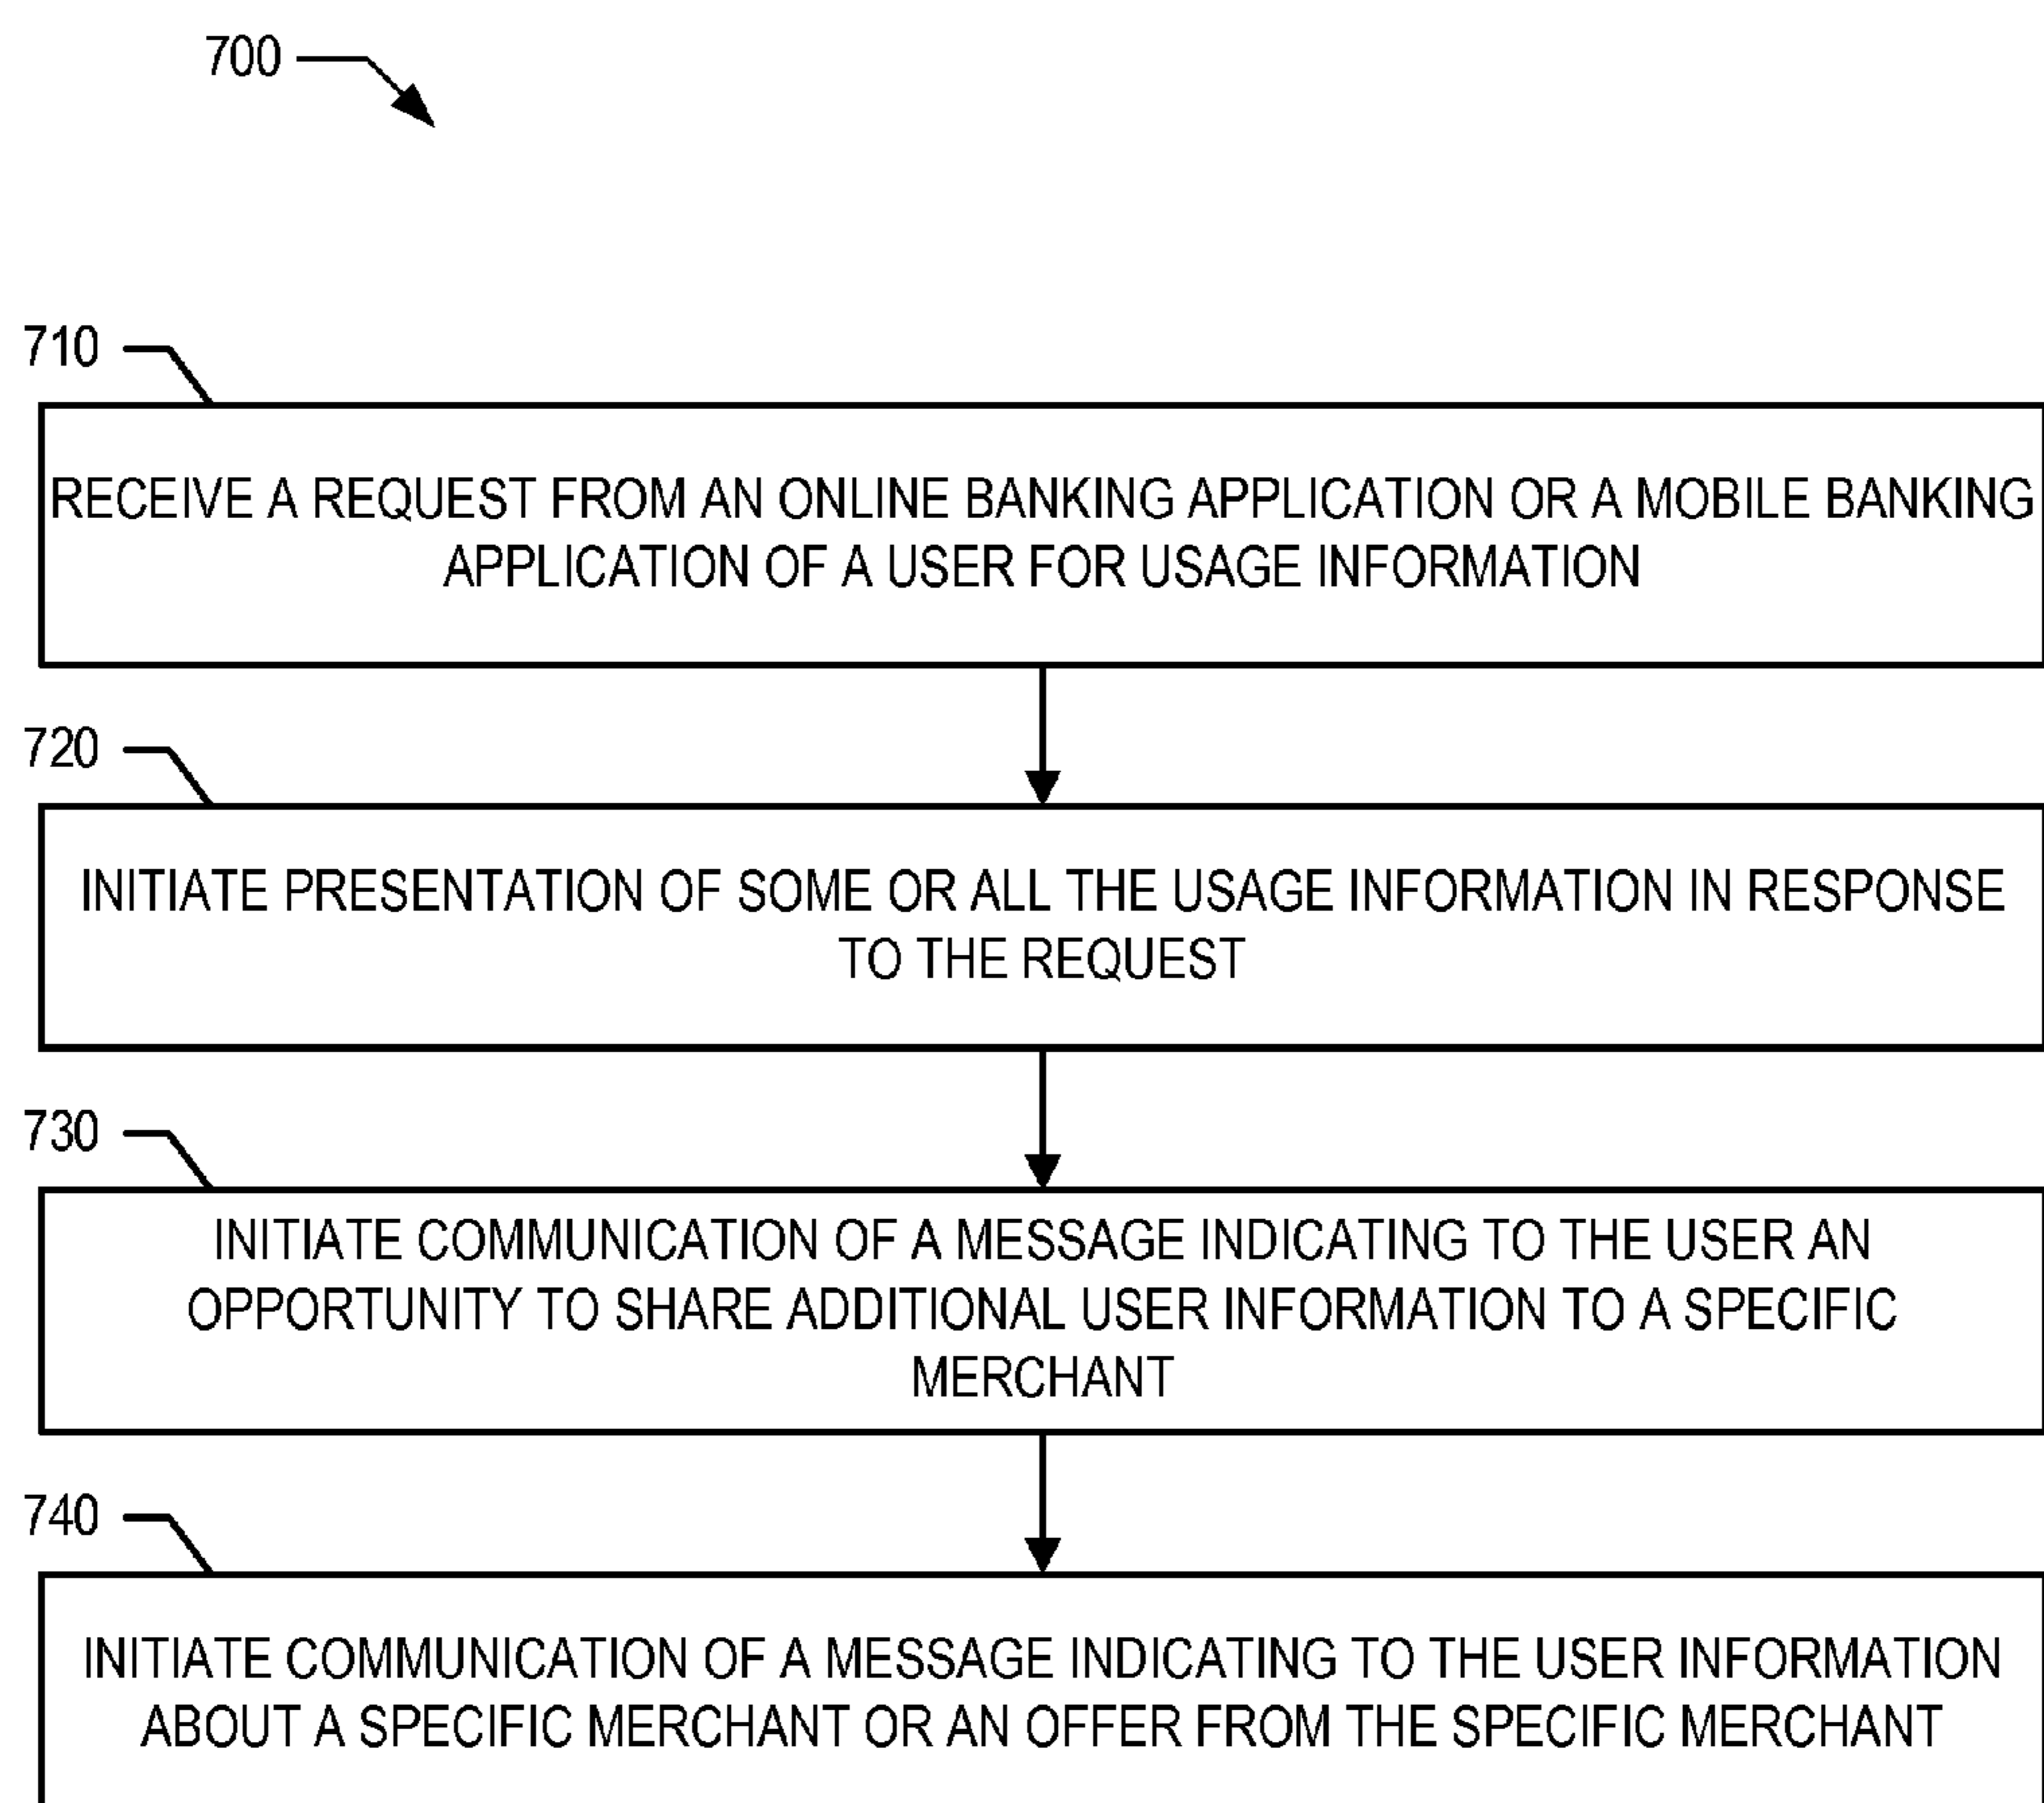 700
710
RECEIVE A REQUEST FROM AN ONLINE BANKING APPLICATION OR A MOBILE BANKING
APPLICATION OF A USER FOR USAGE INFORMATION
720
INITIATE PRESENTATION OF SOME OR ALL THE USAGE INFORMATION IN RESPONSE
TO THE REQUEST
730
INITIATE COMMUNICATION OF A MESSAGE INDICATING TO THE USER AN
OPPORTUNITY TO SHARE ADDITIONAL USER INFORMATION TO A SPECIFIC
MERCHANT
740
INITIATE COMMUNICATION OF A MESSAGE INDICATING TO THE USER INFORMATION
ABOUT A SPECIFIC MERCHANT OR AN OFFER FROM THE SPECIFIC MERCHANT